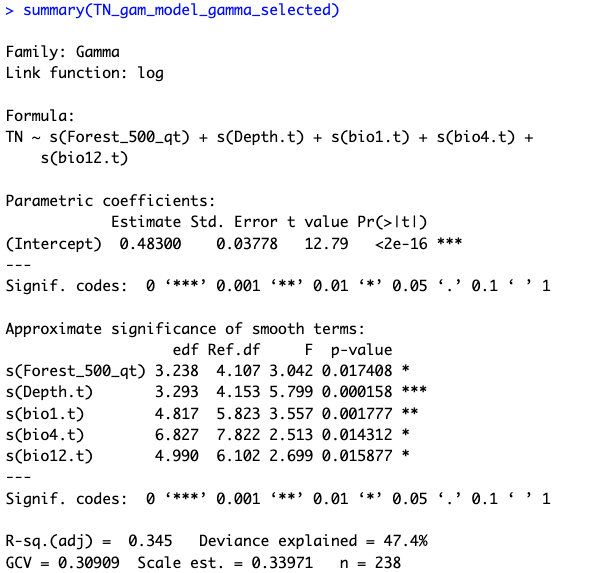 > summary(TN_gam_model_gamma_selected)
Family: Gamma
Link function: log
Formula:
TN ~ s(Forest_500_qt) + s(Depth.t) + s(bio1.t) + s(bio4.t) +
    s(bio12.t)
Parametric coefficients:
            Estimate Std. Error t value Pr(>|t|)
(Intercept)  0.48300    0.03778   12.79   <2e-16 ***
---
Signif. codes:  0 ‘***’ 0.001 ‘**’ 0.01 ‘*’ 0.05 ‘.’ 0.1 ‘ ’ 1
Approximate significance of smooth terms:
                   edf Ref.df     F  p-value
s(Forest_500_qt) 3.238  4.107 3.042 0.017408 *
s(Depth.t)       3.293  4.153 5.799 0.000158 ***
s(bio1.t)        4.817  5.823 3.557 0.001777 **
s(bio4.t)        6.827  7.822 2.513 0.014312 *
s(bio12.t)       4.990  6.102 2.699 0.015877 *
---
Signif. codes:  0 ‘***’ 0.001 ‘**’ 0.01 ‘*’ 0.05 ‘.’ 0.1 ‘ ’ 1
R-sq.(adj) =  0.345   Deviance explained = 47.4%
GCV = 0.30909  Scale est. = 0.33971   n = 238